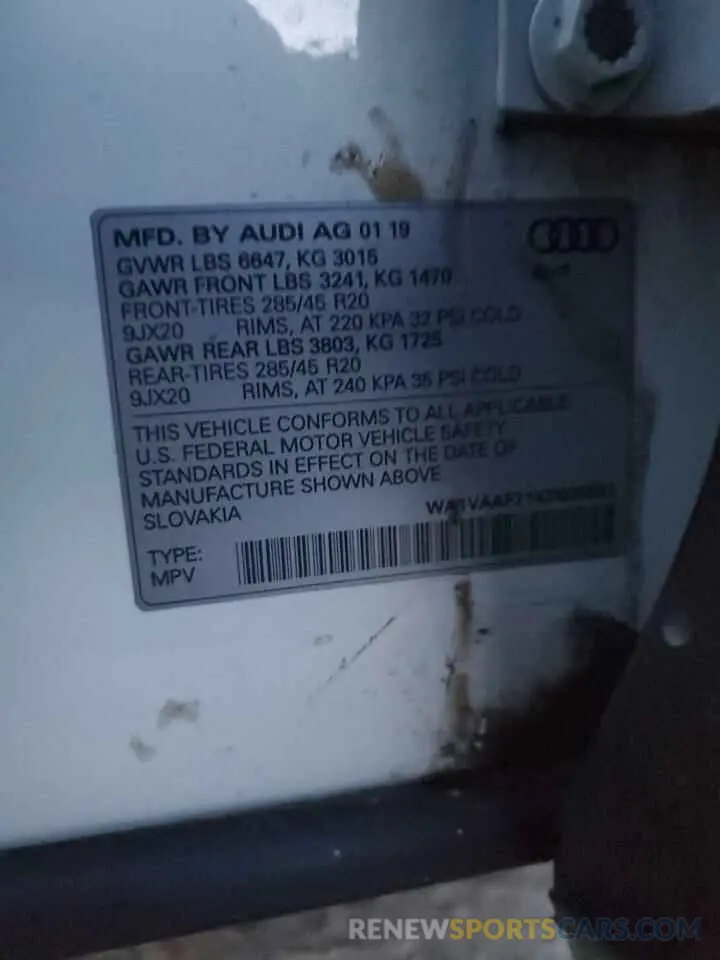 MFD. BY AUDI AG 01 19
GVWR LBS 6647, KG 3015
GAWR FRONT LBS 3241, KG 1470
FRONT-TIRES 285/45 R20
9JX20 RIMS, AT 220 KPA 32 PSI COLD
GAWR REAR LBS 3803, KG 1725
REAR-TIRES 285/45 R20
9JX20 RIMS, AT 240 KPA 35 PSI COLD
THIS VEHICLE CONFORMS TO ALL APPLICABLE
U.S. FEDERAL MOTOR VEHICLE SAFETY
STANDARDS IN EFFECT ON THE DATE OF
MANUFACTURE SHOWN ABOVE
SLOVAKIA
TYPE:
MPV
RENEWSPORTSCARS.COM